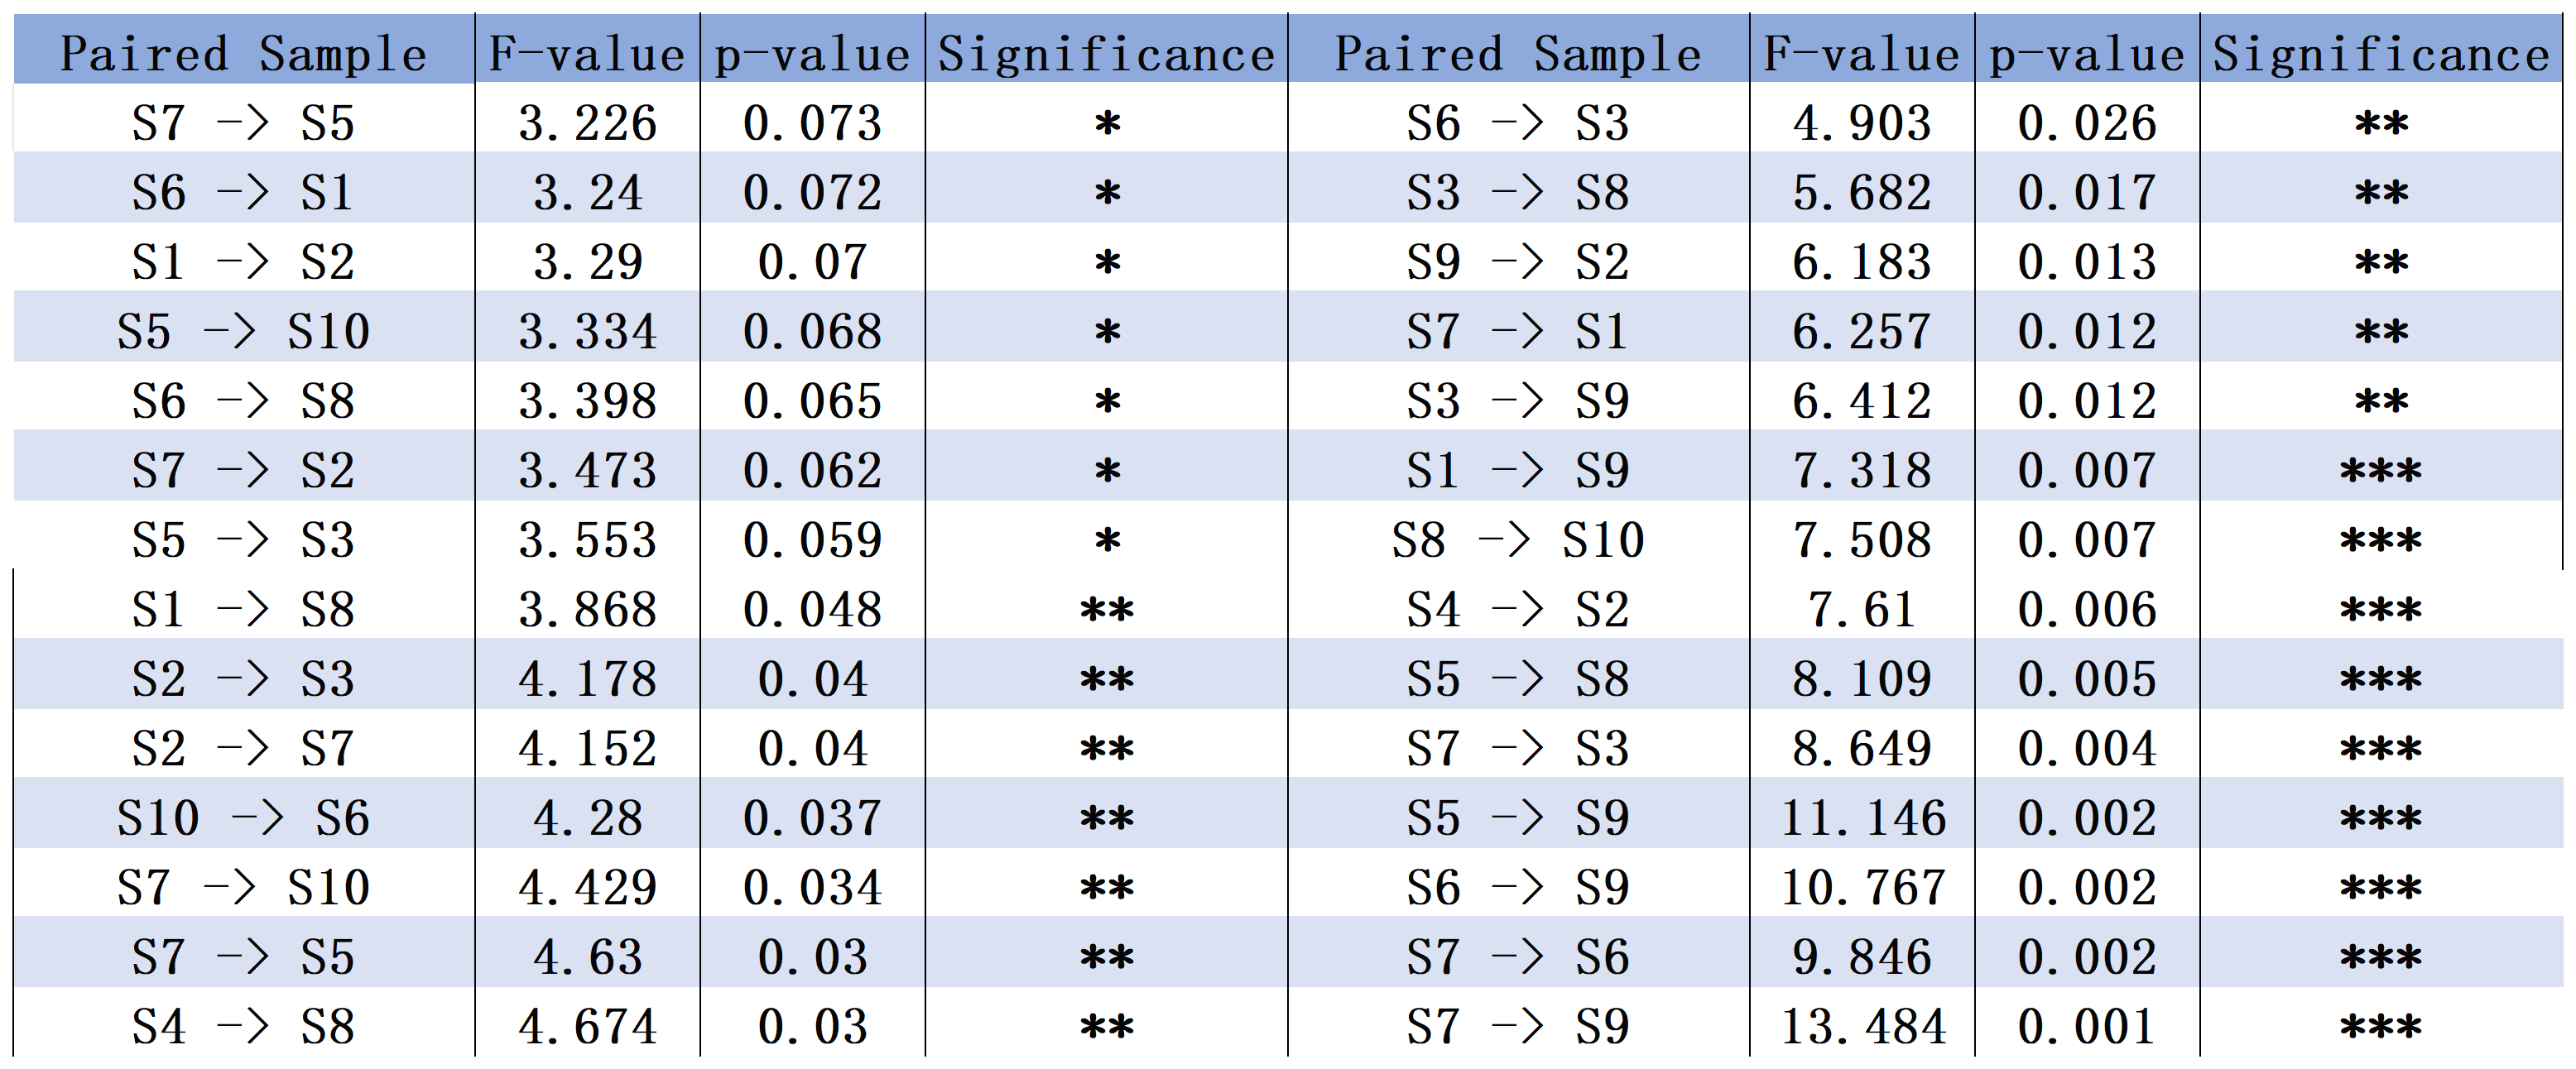 Paired Sample F-value p-value Significance Paired Sample F-value p-value Significance
S7 -> S5 3.226 0.073 * S6 -> S3 4.903 0.026 **
S6 -> S1 3.24 0.072 * S3 -> S8 5.682 0.017 **
S1 -> S2 3.29 0.07 * S9 -> S2 6.183 0.013 **
S5 -> S10 3.334 0.068 * S7 -> S1 6.257 0.012 **
S6 -> S8 3.398 0.065 * S3 -> S9 6.412 0.012 **
S7 -> S2 3.473 0.062 * S1 -> S9 7.318 0.007 ***
S5 -> S3 3.553 0.059 * S8 -> S10 7.508 0.007 ***
S1 -> S8 3.868 0.048 ** S4 -> S2 7.61 0.006 ***
S2 -> S3 4.178 0.04 ** S5 -> S8 8.109 0.005 ***
S2 -> S7 4.152 0.04 ** S7 -> S3 8.649 0.004 ***
S10 -> S6 4.28 0.037 ** S5 -> S9 11.146 0.002 ***
S7 -> S10 4.429 0.034 ** S6 -> S9 10.767 0.002 ***
S7 -> S5 4.63 0.03 ** S7 -> S6 9.846 0.002 ***
S4 -> S8 4.674 0.03 ** S7 -> S9 13.484 0.001 ***